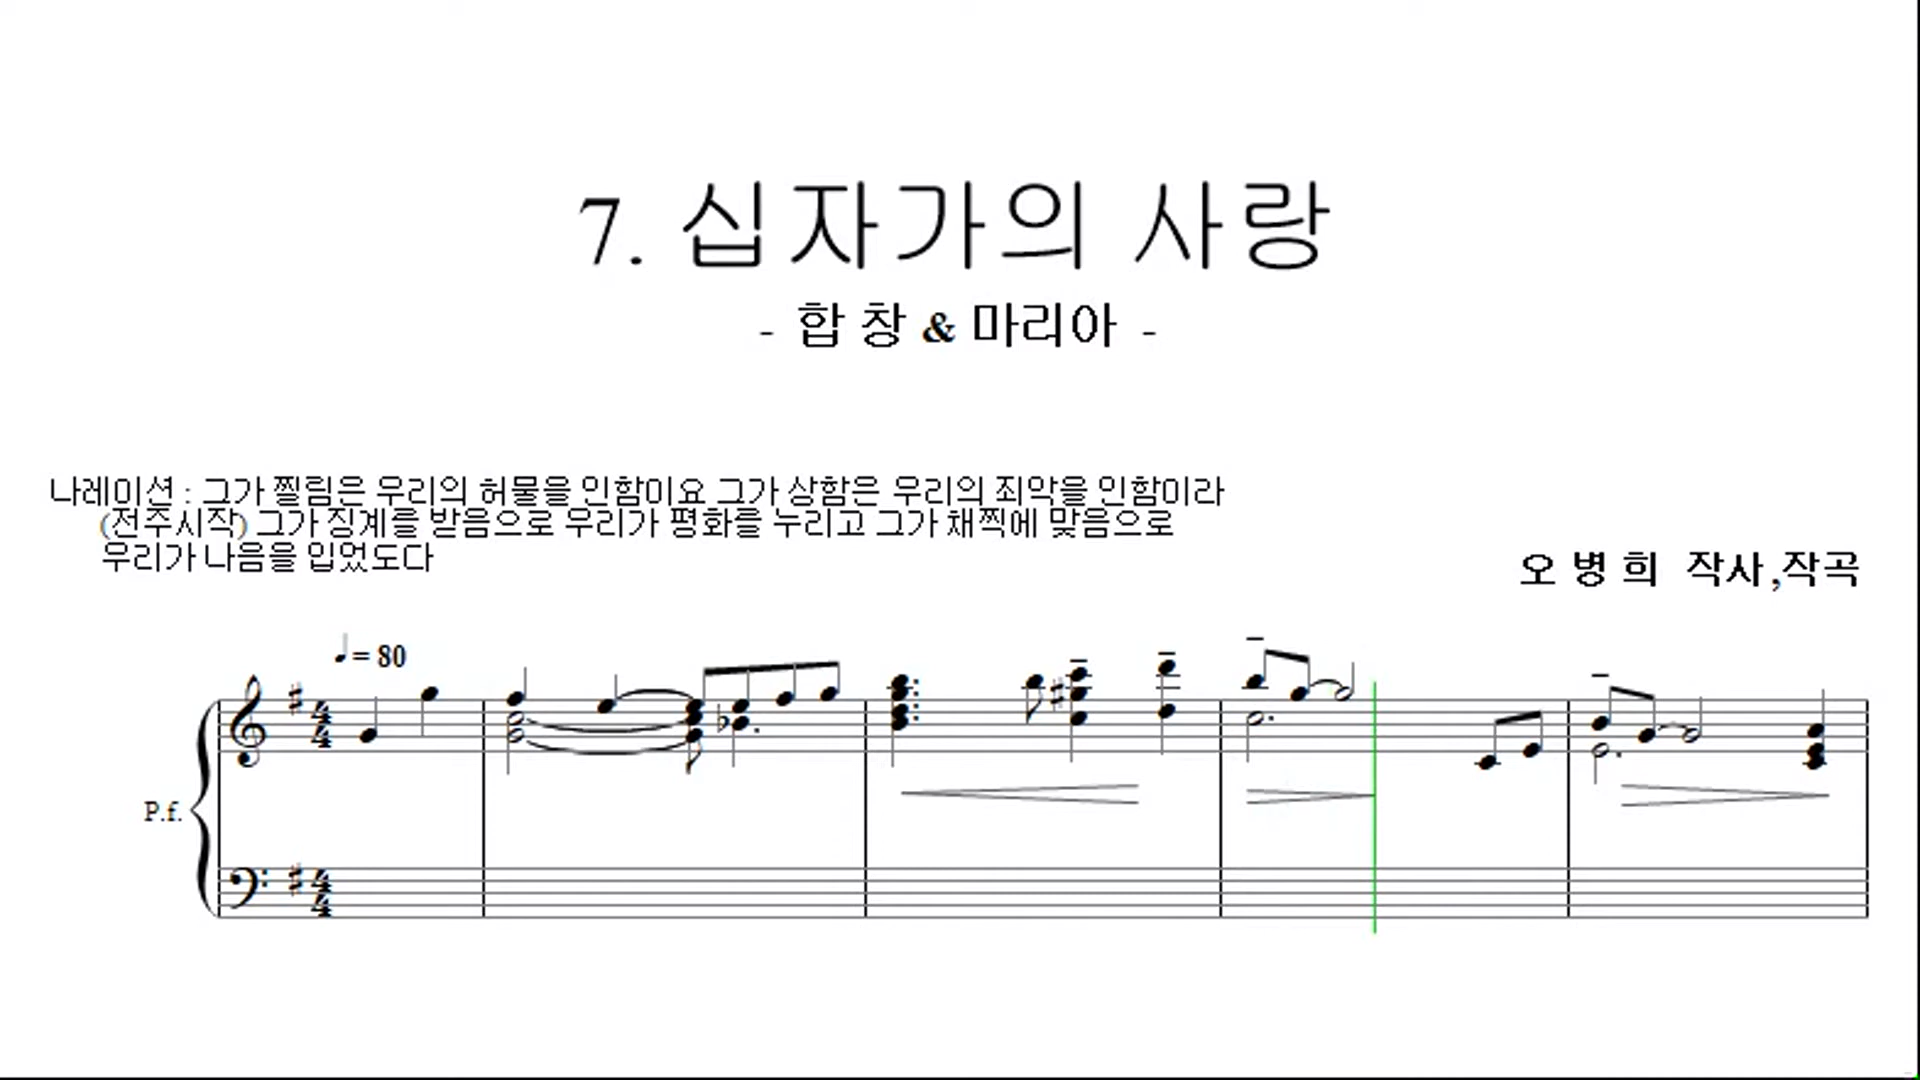 7. 십자가의 사랑
- 합 창 & 마리아 -
나레이션 : 그가 찔림은 우리의 허물을 인함이요 그가 상함은 우리의 죄악을 인함이라
(전주시작) 그가 징계를 받음으로 우리가 평화를 누리고 그가 채찍에 맞음으로
우리가 나음을 입었도다
오 병 희 작사,작곡
♩= 80
P.f.